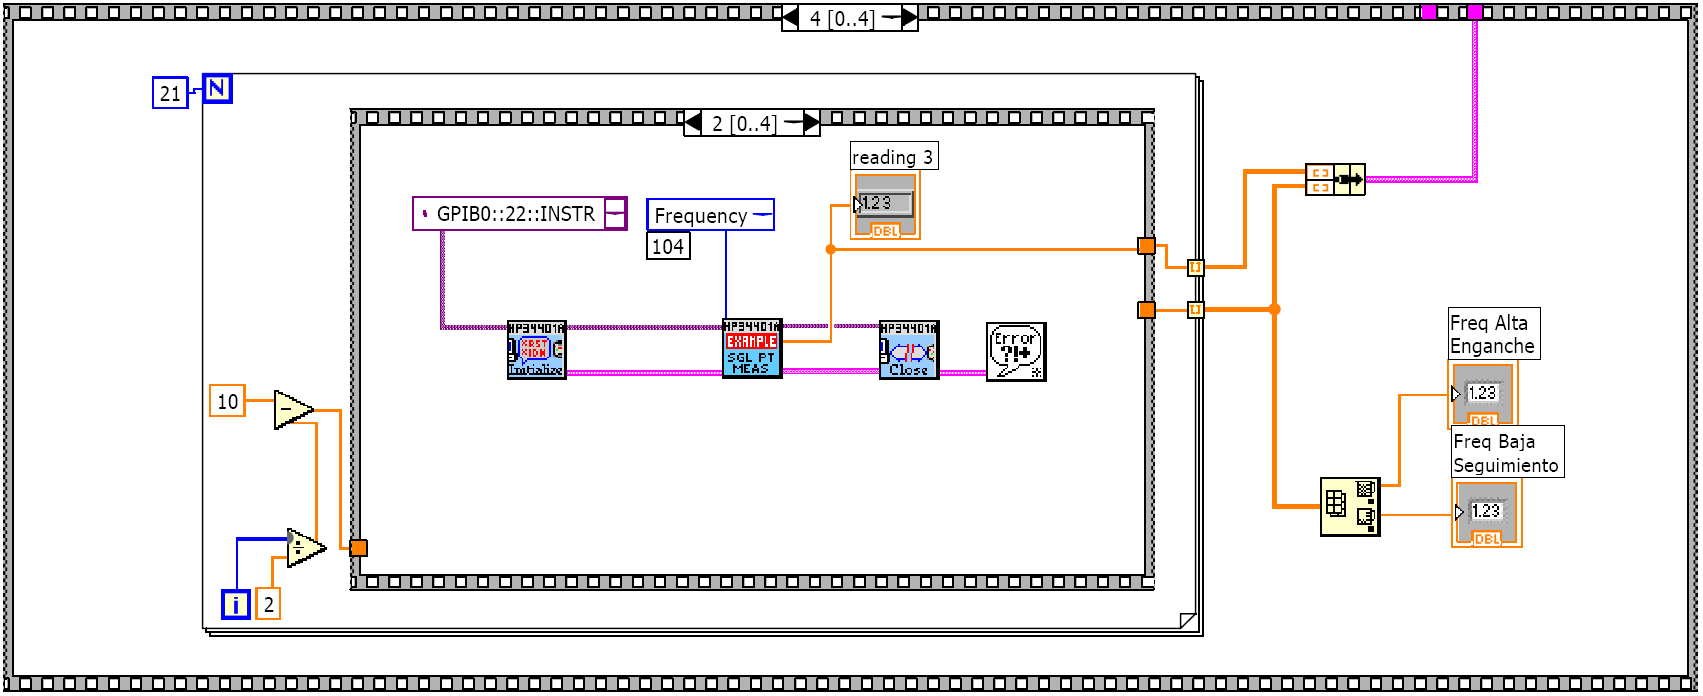 4 [0..4]
21
N
2 [0..4]
reading 3
1.23
DBL
GPIB0::22::INSTR
Frequency
104
HP34401A
XRST
XIDN
Initialize
HP34401A
EXAMPLE
SGL PT
MEAS
HP34401A
Close
Error
?!+
10
i
2
Freq Alta
Enganche
1.23
DBL
Freq Baja
Seguimiento
1.23
DBL